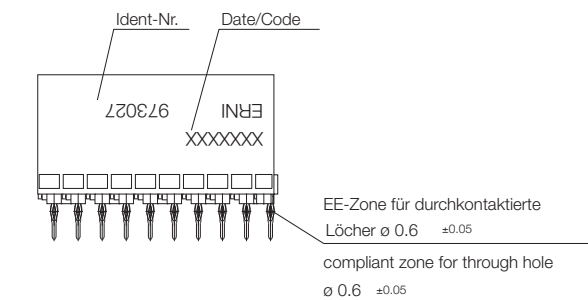 Ident-Nr. Date/Code
973027 ERNI
XXXXXXX
EE-Zone für durchkontaktierte
Löcher ø 0.6 ±0.05
compliant zone for through hole
ø 0.6 ±0.05